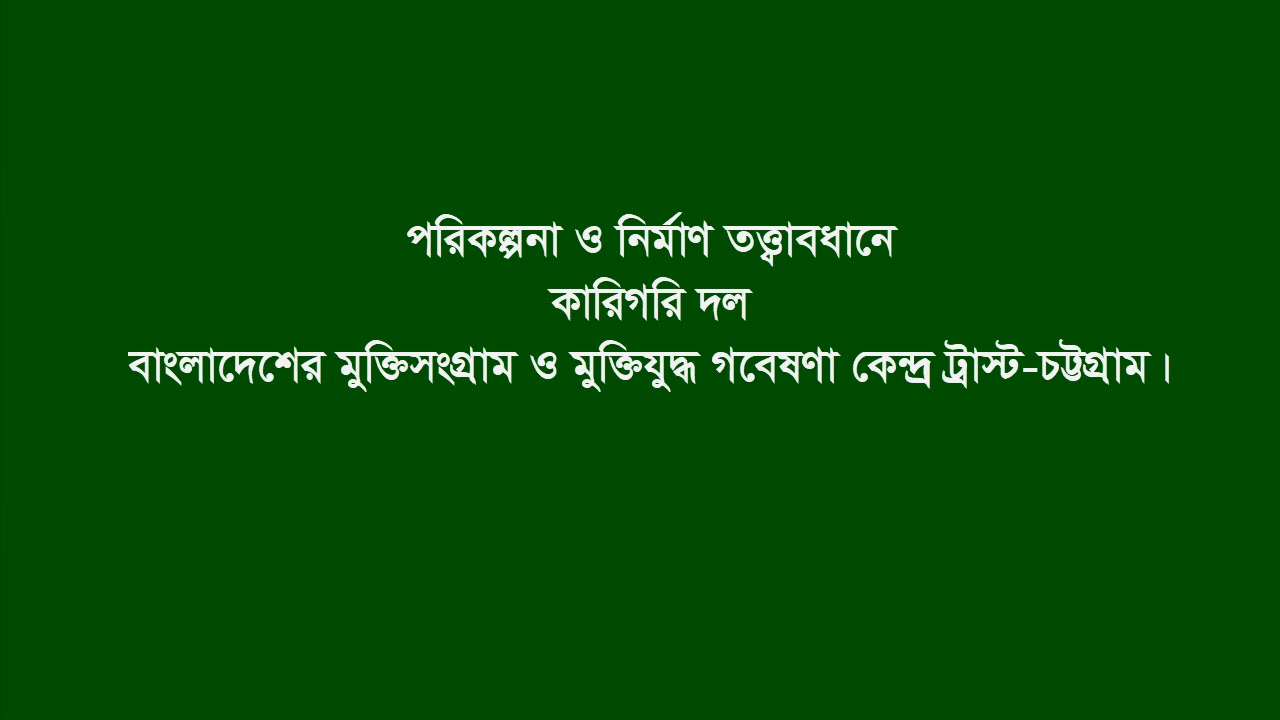 পরিকল্পনা ও নির্মাণ তত্ত্বাবধানে
কারিগরি দল
বাংলাদেশের মুক্তিসংগ্রাম ও মুক্তিযুদ্ধ গবেষণা কেন্দ্র ট্রাস্ট-চট্টগ্রাম।